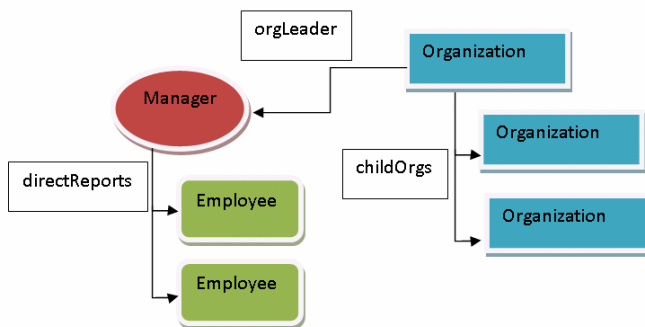 orgLeader
Organization
Manager
Organization
childOrgs
directReports
Employee
Organization
Employee